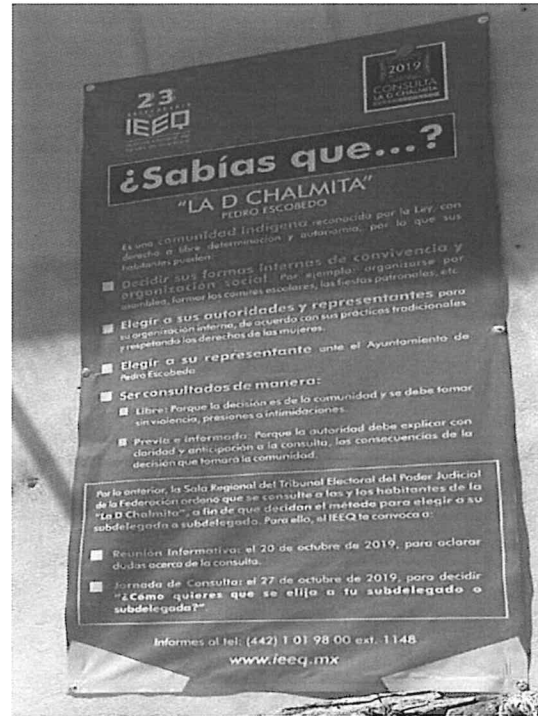 23
ANIVERSARIO
IEEQ
2019
CONSULTA
LA D CHALMITA
¿Sabías que...?
"LA D CHALMITA"
PEDRO ESCOBEDO
Es una comunidad indígena reconocida por la Ley, con
derecho a libre determinación y autonomía, por lo que sus
habitantes pueden:
Decidir sus formas internas de convivencia y
organización social. Por ejemplo: organizarse por
asamblea, formar los comités escolares, las fiestas patronales, etc.
Elegir a sus autoridades y representantes para
su organización interna, de acuerdo con sus prácticas tradicionales
y respetando los derechos de las mujeres.
Elegir a su representante ante el Ayuntamiento de
Pedro Escobedo
Ser consultados de manera:
Libre: Porque la decisión es de la comunidad y se debe tomar
sin violencia, presiones o intimidaciones.
Previa e informada: Porque la autoridad debe explicar con
claridad y anticipación a la consulta, las consecuencias de la
decisión que tomará la comunidad.
Por lo anterior, la Sala Regional del Tribunal Electoral del Poder Judicial
de la Federación ordenó que se consulte a las y los habitantes de la
"La D Chalmita", a fin de que decidan el método para elegir a su
subdelegada o subdelegado. Para ello, el IEEQ te convoca a:
Reunión Informativa: el 20 de octubre de 2019, para aclarar
dudas acerca de la consulta.
Jornada de Consulta: el 27 de octubre de 2019, para decidir
"¿Cómo quieres que se elija a tu subdelegado o
subdelegada?"
Informes al tel: (442) 1 01 98 00 ext. 1148
www.ieeq.mx